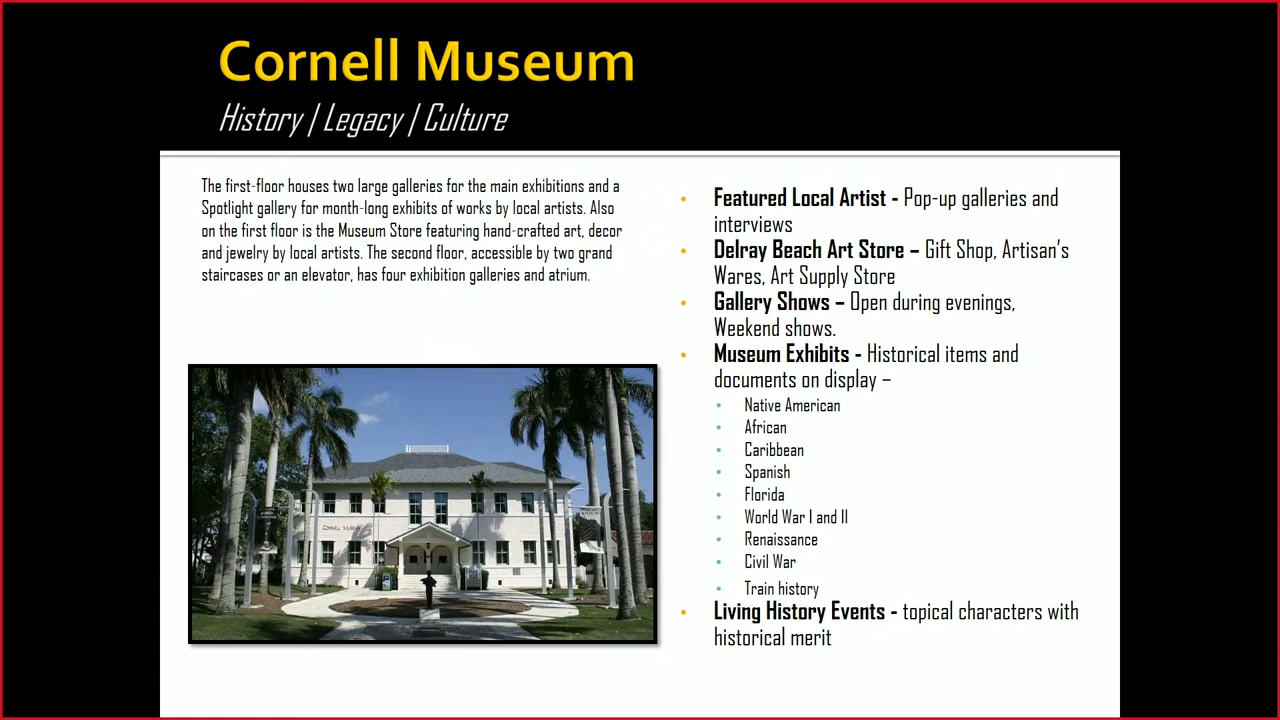 Cornell Museum
History | Legacy | Culture
The first-floor houses two large galleries for the main exhibitions and a
Spotlight gallery for month-long exhibits of works by local artists. Also
on the first floor is the Museum Store featuring hand-crafted art, decor
and jewelry by local artists. The second floor, accessible by two grand
staircases or an elevator, has four exhibition galleries and atrium.
CORNELL MUSEUM
• Featured Local Artist - Pop-up galleries and
interviews
• Delray Beach Art Store – Gift Shop, Artisan's
Wares, Art Supply Store
• Gallery Shows – Open during evenings,
Weekend shows.
• Museum Exhibits - Historical items and
documents on display –
• Native American
• African
• Caribbean
• Spanish
• Florida
• World War I and II
• Renaissance
• Civil War
• Train history
• Living History Events - topical characters with
historical merit